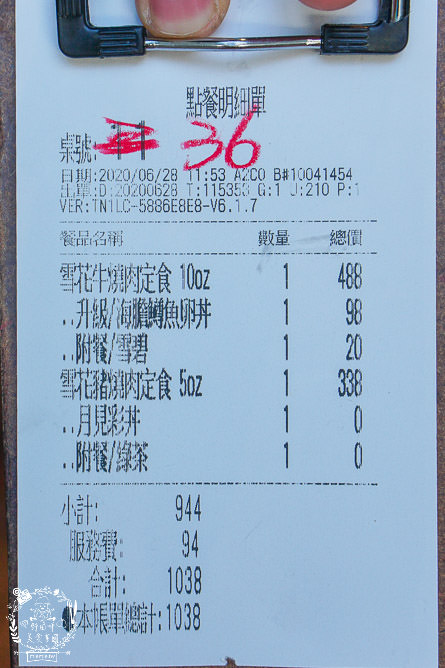 點餐明細單
桌號: 36
日期:2020/06/28 11:53 A2C0 B#10041454
出單D:20200628 T:115353 G:1 J:210 P:1
VER:TN1LC-5886E8E8-V6.1.7
餐品名稱 數量 總價
雪花牛燒肉定食 10oz 1 488
..升級/海膽鱒魚卵丼 1 98
..附餐/雪碧 1 20
雪花豬燒肉定食 5oz 1 338
..月見彩丼 1 0
..附餐/綠茶 1 0
小計: 944
服務費: 94
合計: 1038
本帳單總計:1038